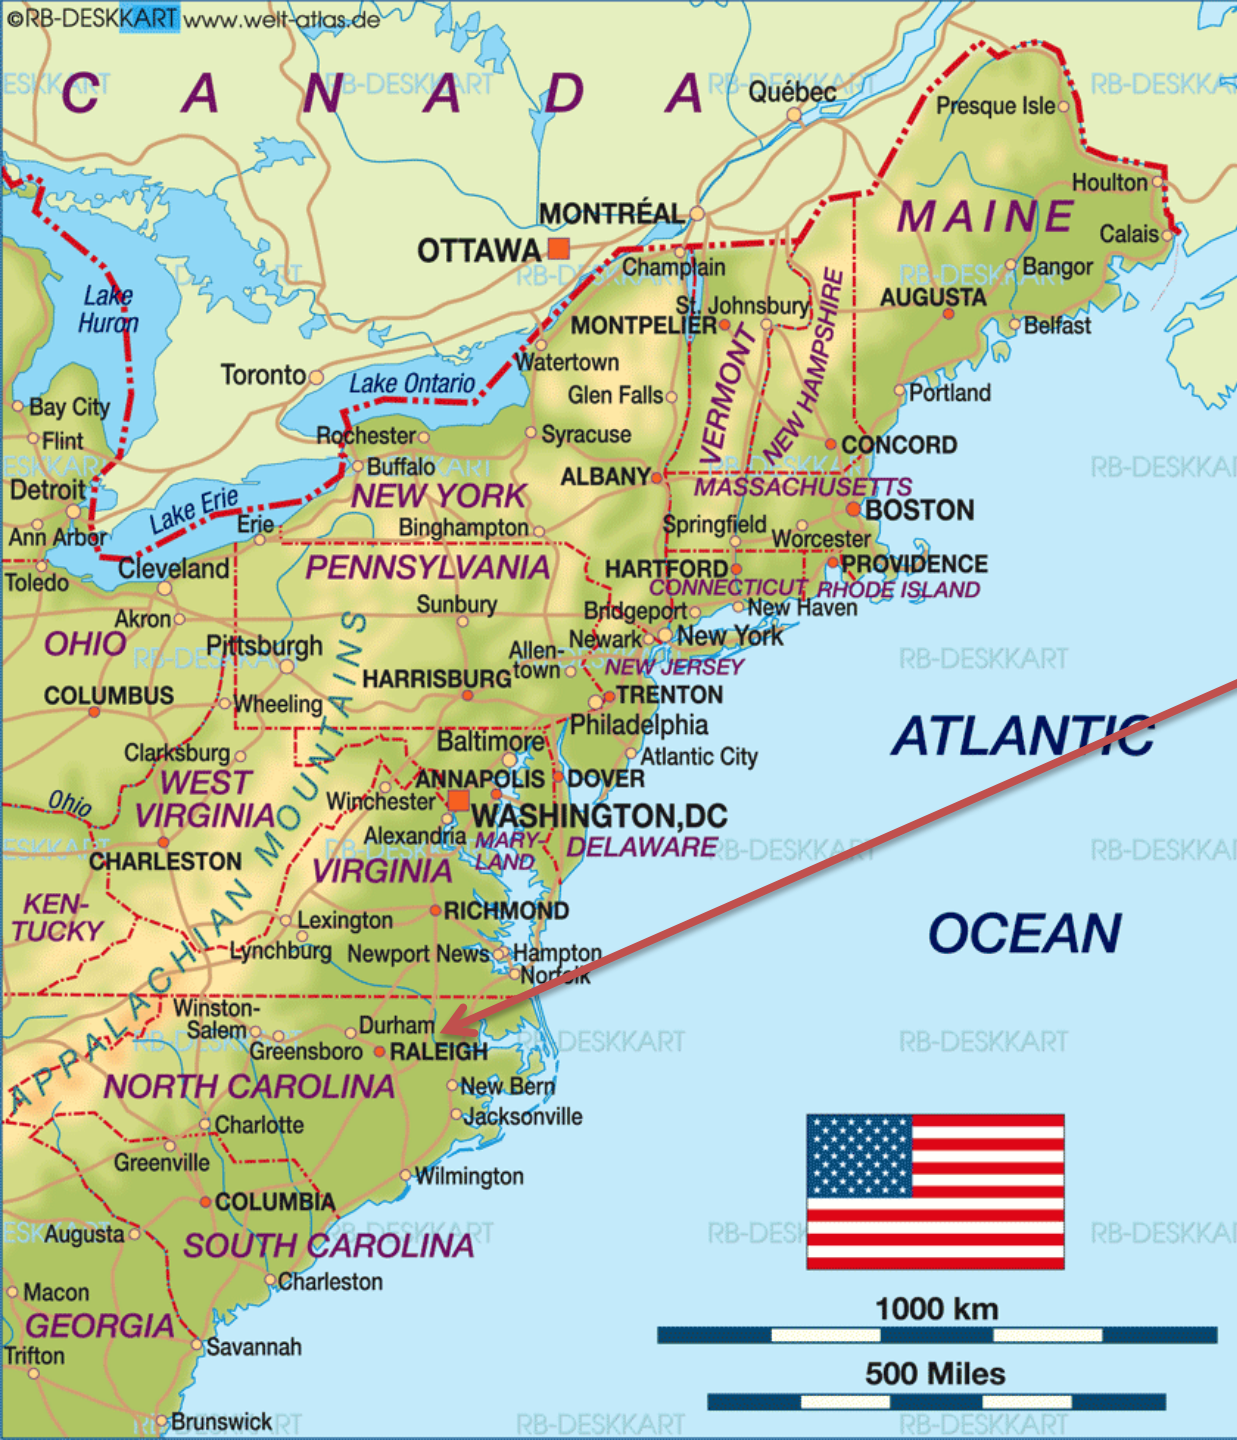 ©RB-DESKKART www.welt-atlas.de
CANADA
Québec
Presque Isle
Houlton
MAINE
MONTRÉAL
OTTAWA
Calais
Champlain
Bangor
Lake
Huron
St. Johnsbury
AUGUSTA
MONTPELIER
Belfast
Watertown
VERMONT
NEW HAMPSHIRE
Toronto
Lake Ontario
Glen Falls
Portland
Bay City
Flint
Rochester
Syracuse
CONCORD
Buffalo
ALBANY
Detroit
NEW YORK
MASSACHUSETTS
Lake Erie
Erie
Binghampton
Springfield
BOSTON
Ann Arbor
Worcester
Toledo
Cleveland
PENNSYLVANIA
HARTFORD
PROVIDENCE
CONNECTICUT
RHODE ISLAND
Akron
Sunbury
Bridgeport
New Haven
OHIO
Pittsburgh
Newark
New York
Allen-
town
NEW JERSEY
COLUMBUS
Wheeling
HARRISBURG
TRENTON
Philadelphia
ATLANTIC
Clarksburg
Baltimore
Atlantic City
WEST
VIRGINIA
ANNAPOLIS
DOVER
Ohio
Winchester
WASHINGTON,DC
Alexandria
MARY-
LAND
DELAWARE
CHARLESTON
VIRGINIA
KEN-
TUCKY
APPALACHIAN MOUNTAINS
Lexington
RICHMOND
OCEAN
Lynchburg
Newport News
Hampton
Norfolk
Winston-
Salem
Durham
Greensboro
RALEIGH
NORTH CAROLINA
New Bern
Jacksonville
Charlotte
Greenville
Wilmington
COLUMBIA
Augusta
SOUTH CAROLINA
Charleston
Macon
GEORGIA
Savannah
Trifton
Brunswick
1000 km
500 Miles
RB-DESKKART